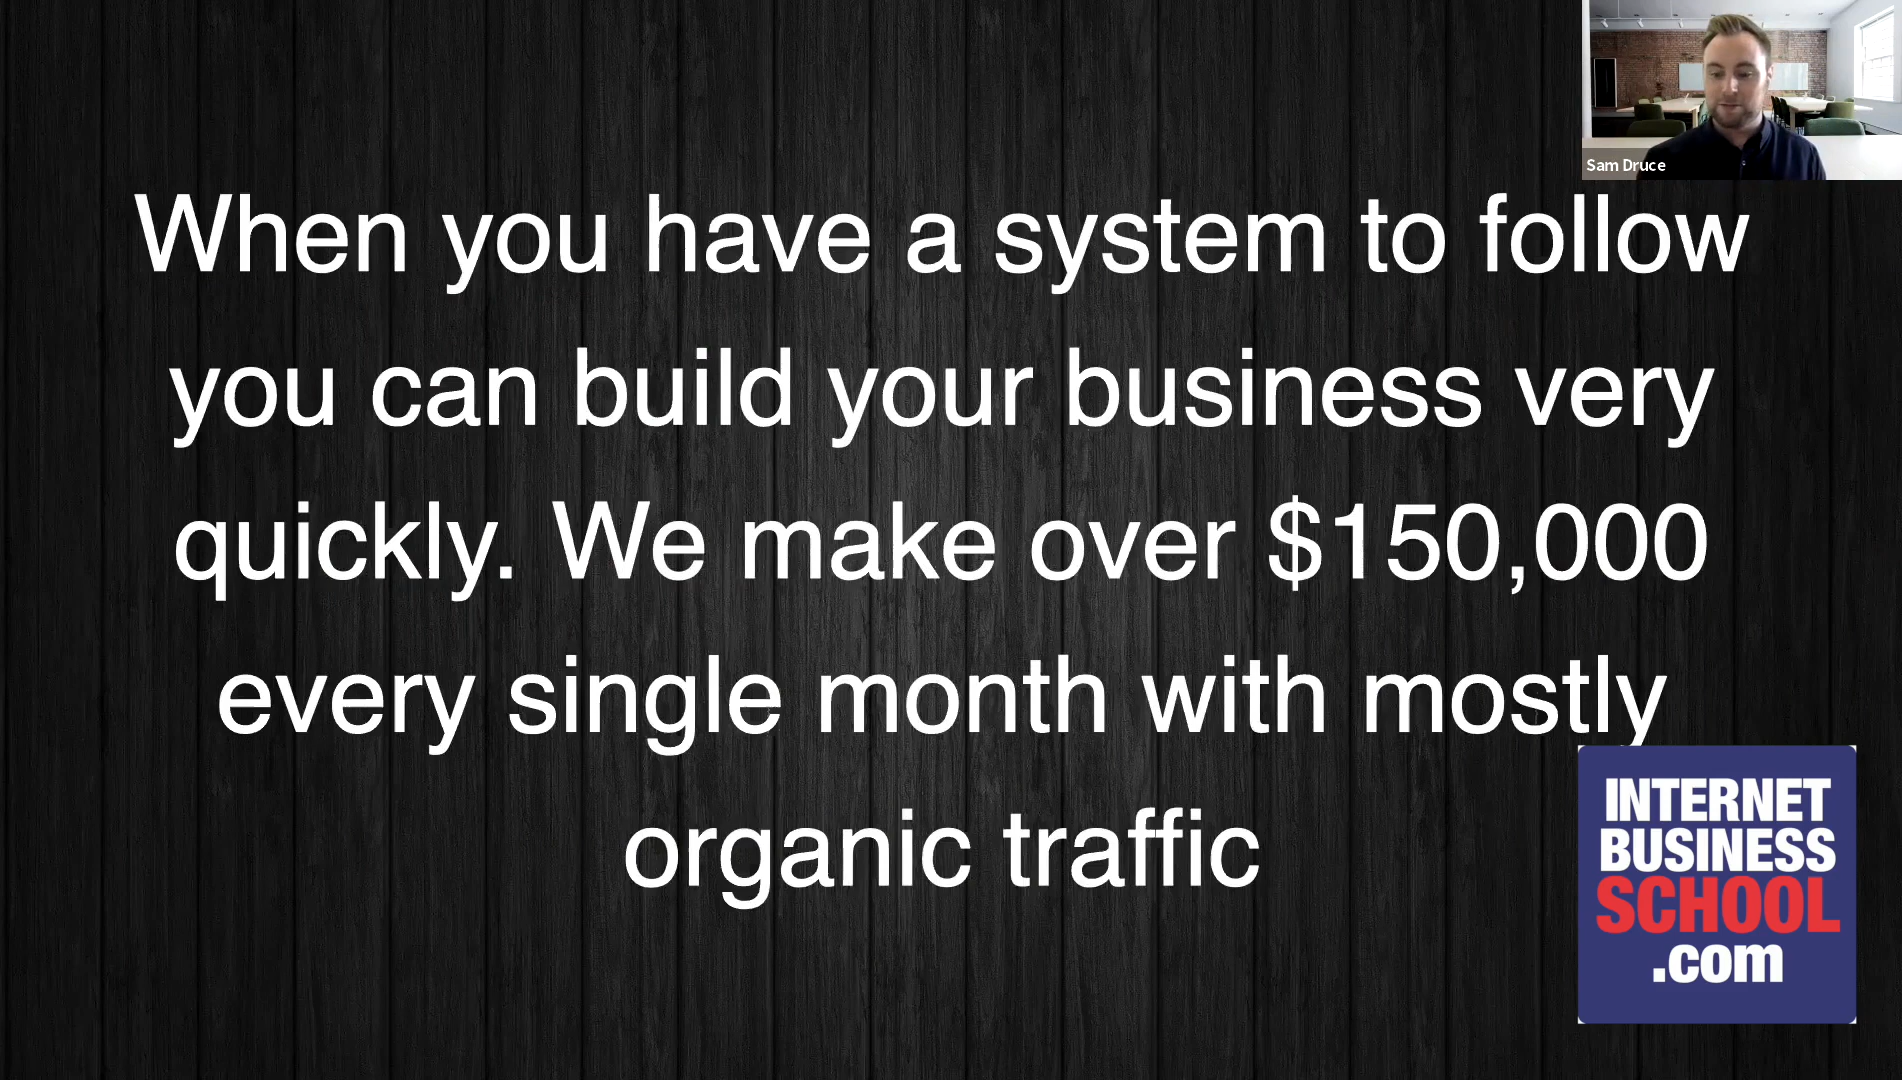 Sam Druce
When you have a system to follow
you can build your business very
quickly. We make over $150,000
every single month with mostly
organic traffic
INTERNET
BUSINESS
SCHOOL
.com